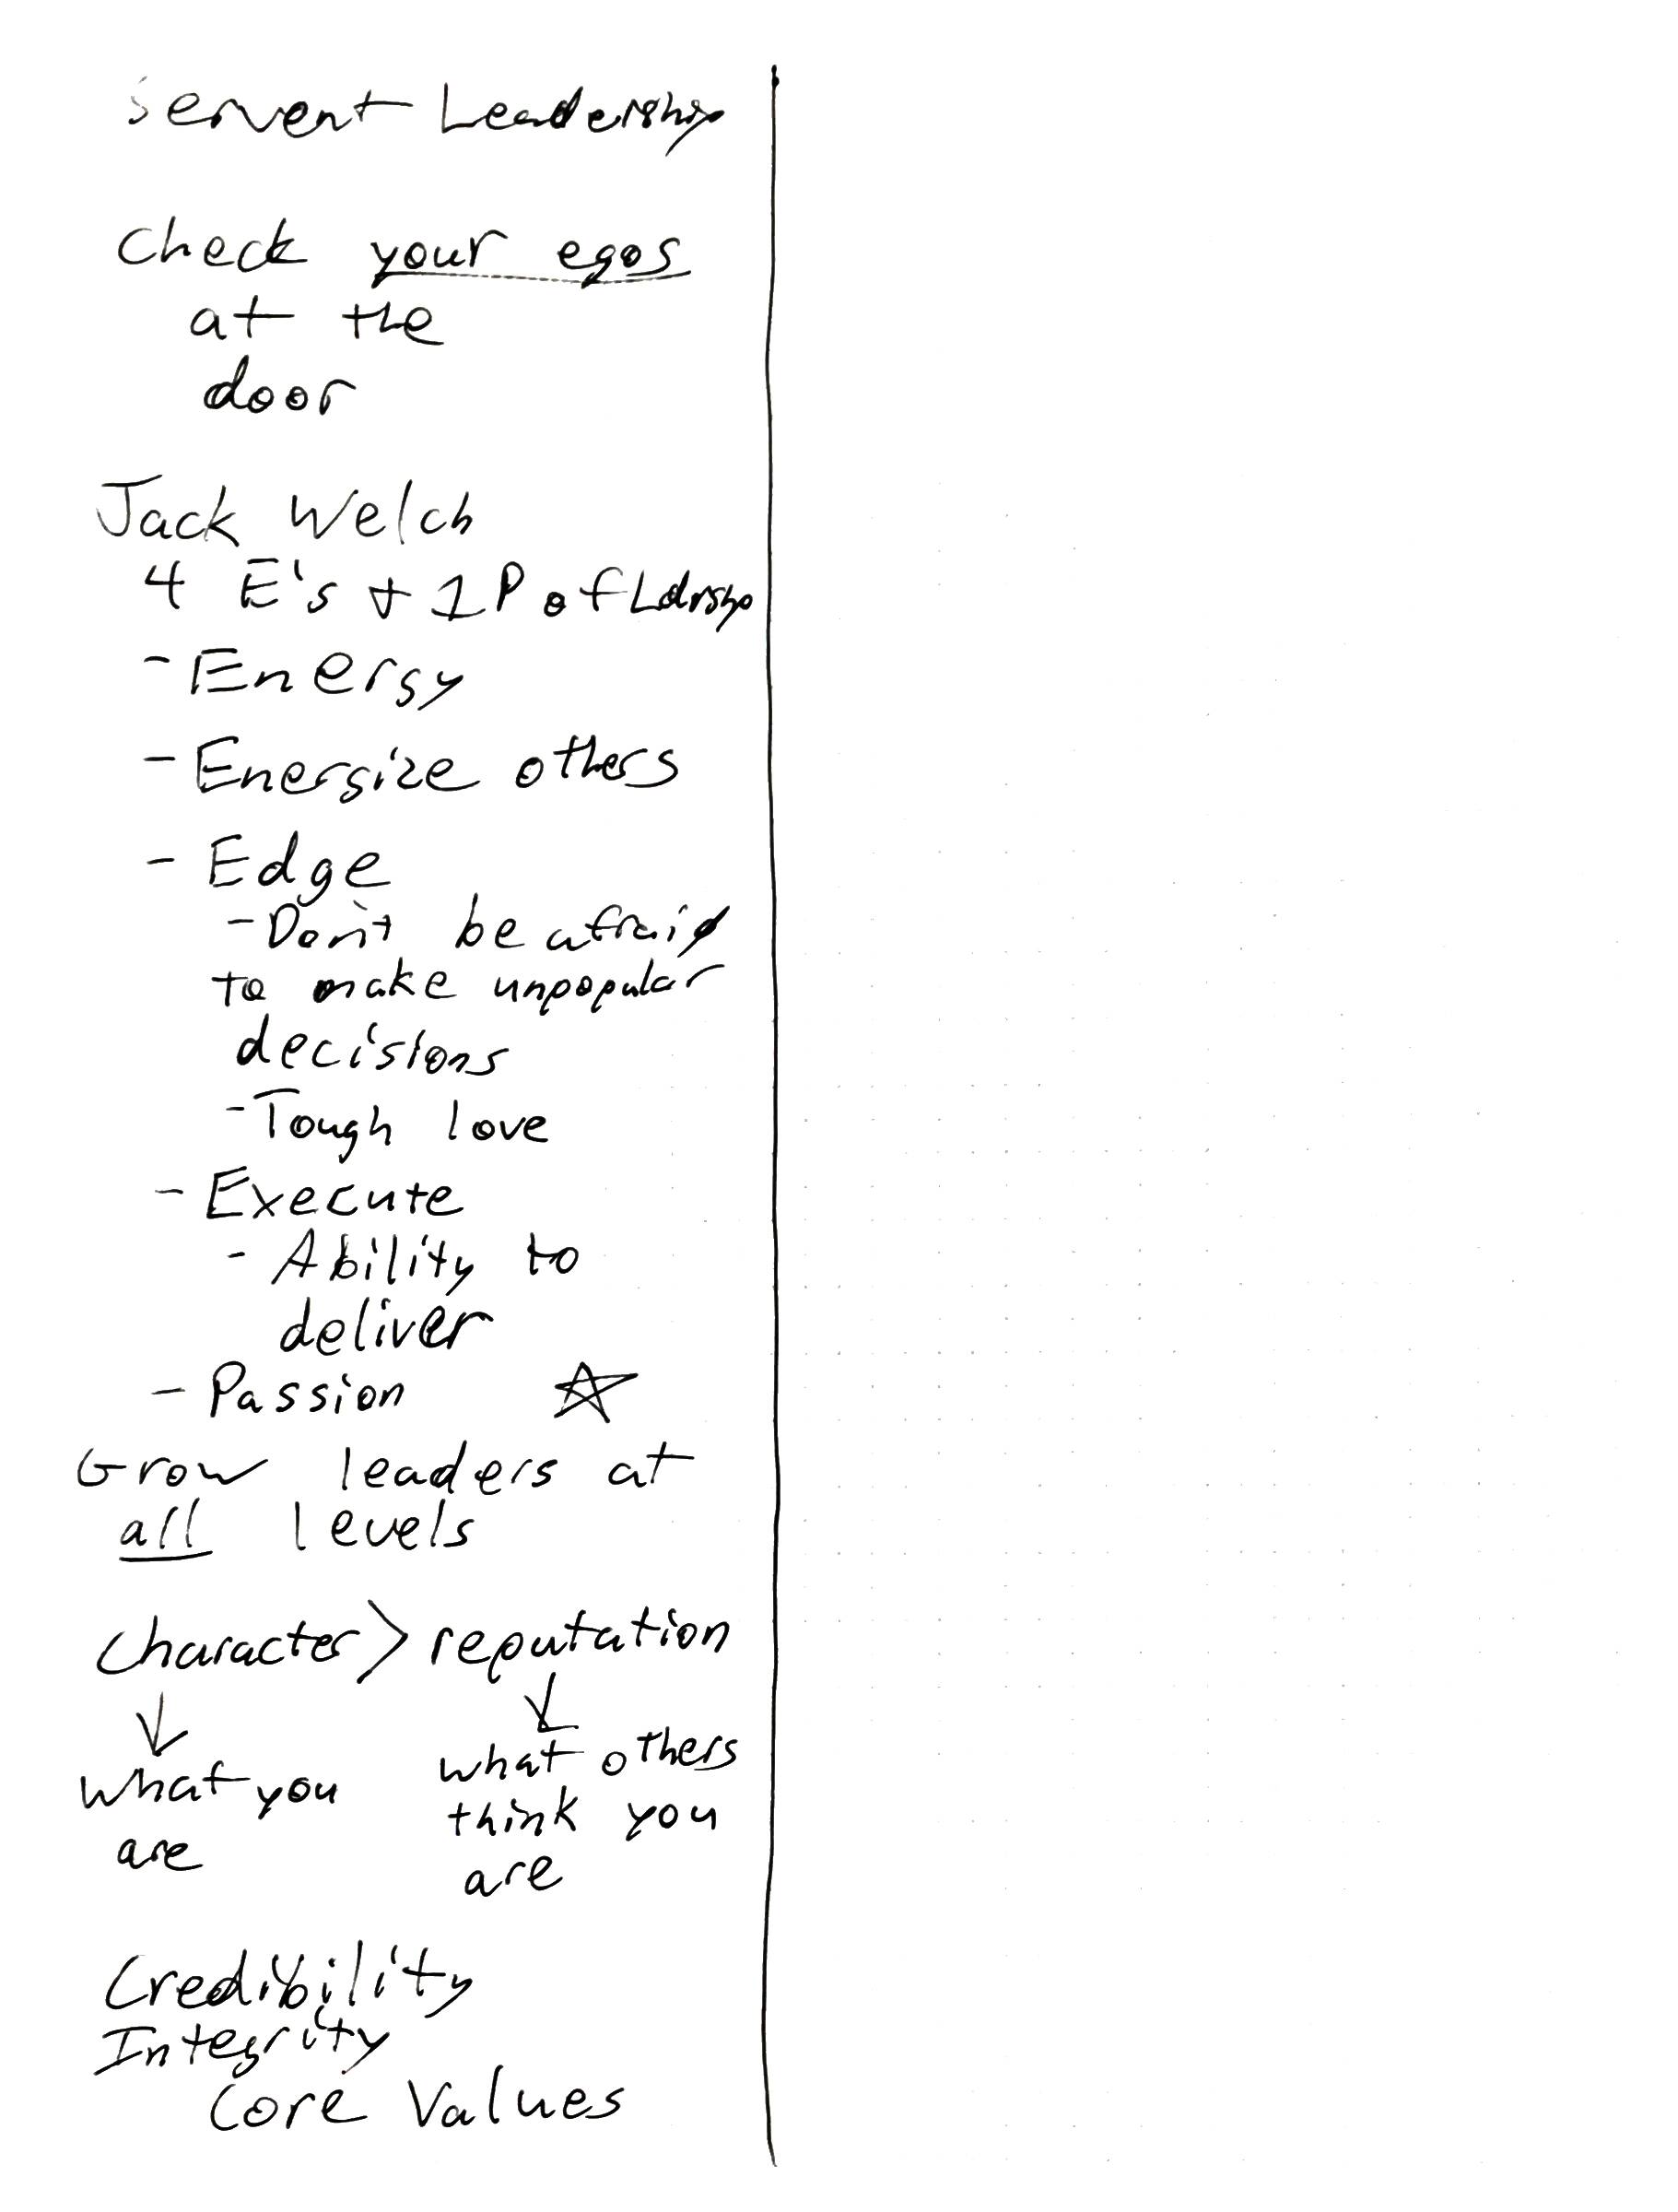 Servent Leadership
Check your egos
at the
door
Jack Welch
4 E's + 1 P of Ldrshp
- Energy
- Energize others
- Edge
- Don't be afraid
to make unpopular
decisions
- Tough love
- Execute
- Ability to
deliver
- Passion ☆
Grow leaders at
all levels
Character > reputation
↓ ↓
what you what others
are think you
are
Credibility
Integrity
Core Values